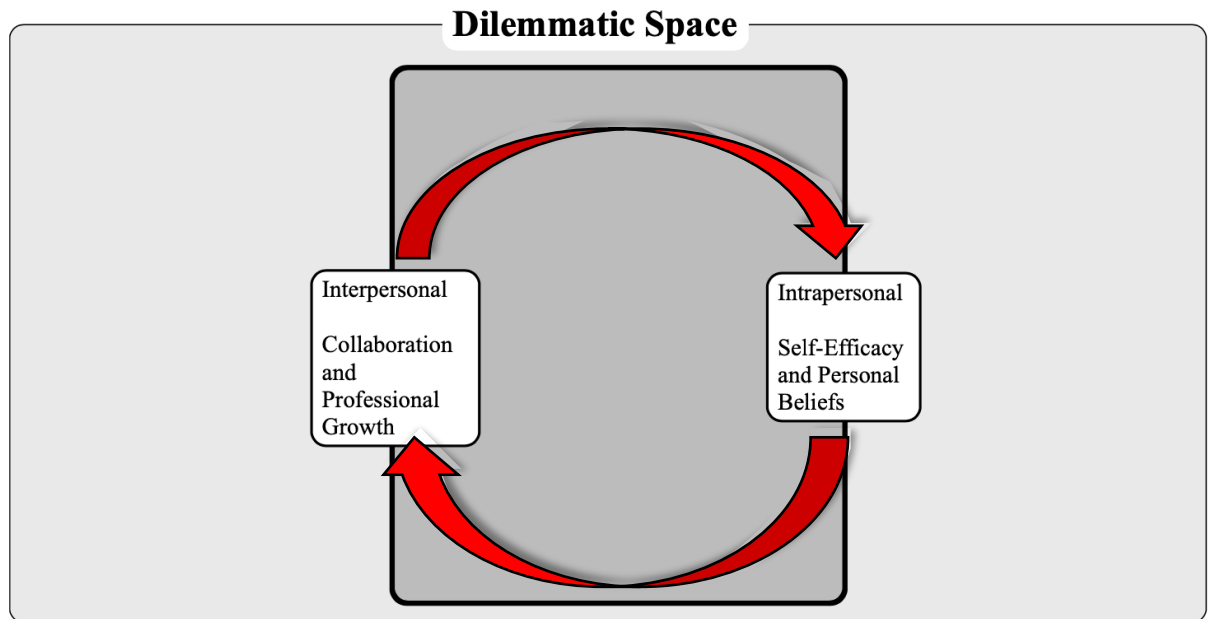 Dilemmatic Space
Interpersonal
Collaboration
and
Professional
Growth
Intrapersonal
Self-Efficacy
and Personal
Beliefs